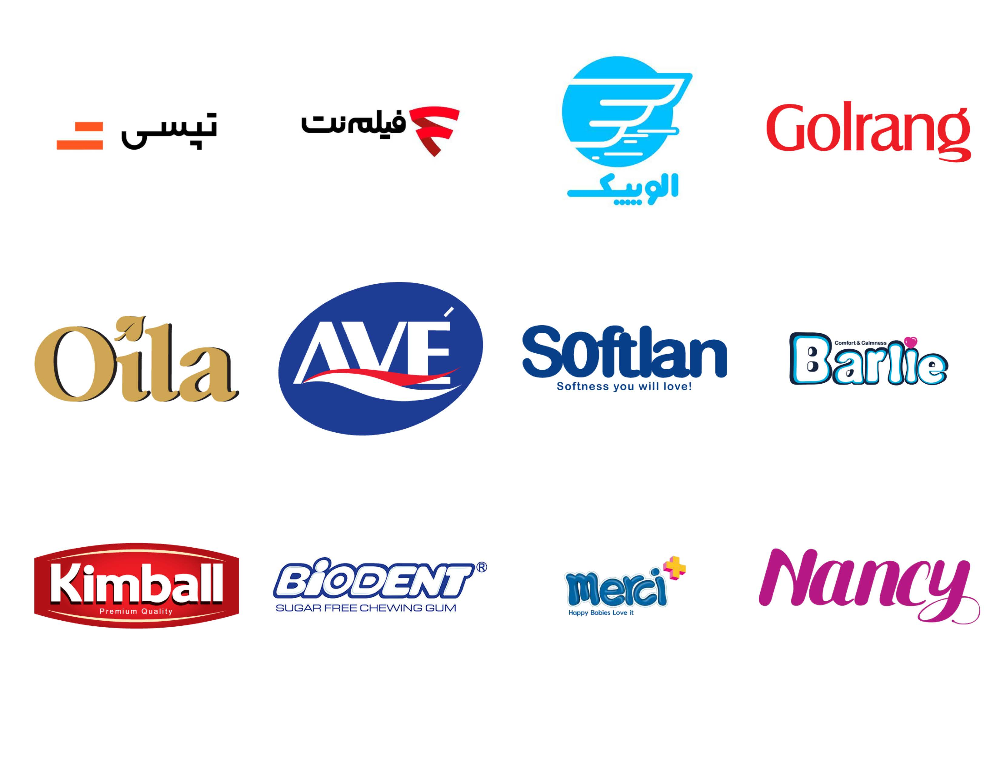 تپسی
فیلم‌نت
الوپیک
Golrang
Oila
AVÉ
Softlan
Softness you will love!
Comfort & Calmness
Barlie
Kimball
Premium Quality
BiODENT®
SUGAR FREE CHEWING GUM
merci+
Happy Babies Love it
Nancy